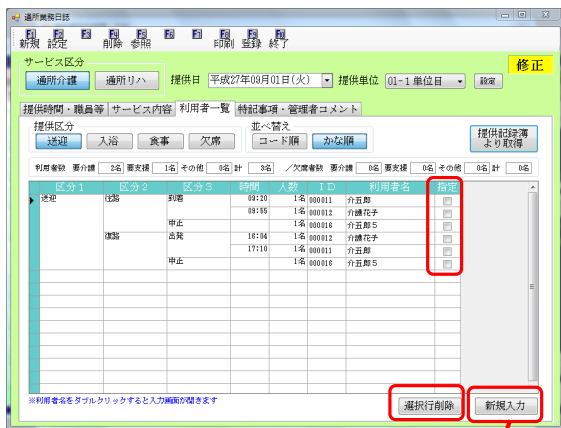 通所業務日誌
F1 F2 F3 F4 F5 F6 F7 F8 F9 F10
新規 設定 削除 参照 印刷 登録 終了
サービス区分
修正
通所介護 通所リハ 提供日 平成27年09月01日(火) 提供単位 01-1単位目 設定
提供時間・職員等 サービス内容 利用者一覧 特記事項・管理者コメント
提供区分 並べ替え
送迎 入浴 食事 欠席 コード順 かな順
提供記録簿
より取得
利用者数 要介護 2名 要支援 1名 その他 0名 計 3名 /欠席者数 要介護 0名 要支援 0名 その他 0名 計 0名
区分1 区分2 区分3 時間 人数 ID 利用者名 指定
送迎 往路 到着 09:20 1名 000011 介五郎
09:55 1名 000012 介護花子
中止 1名 000016 介五郎5
復路 出発 16:04 1名 000012 介護花子
17:10 1名 000011 介五郎
中止 1名 000016 介五郎5
※利用者名をダブルクリックすると入力画面が開きます
選択行削除 新規入力